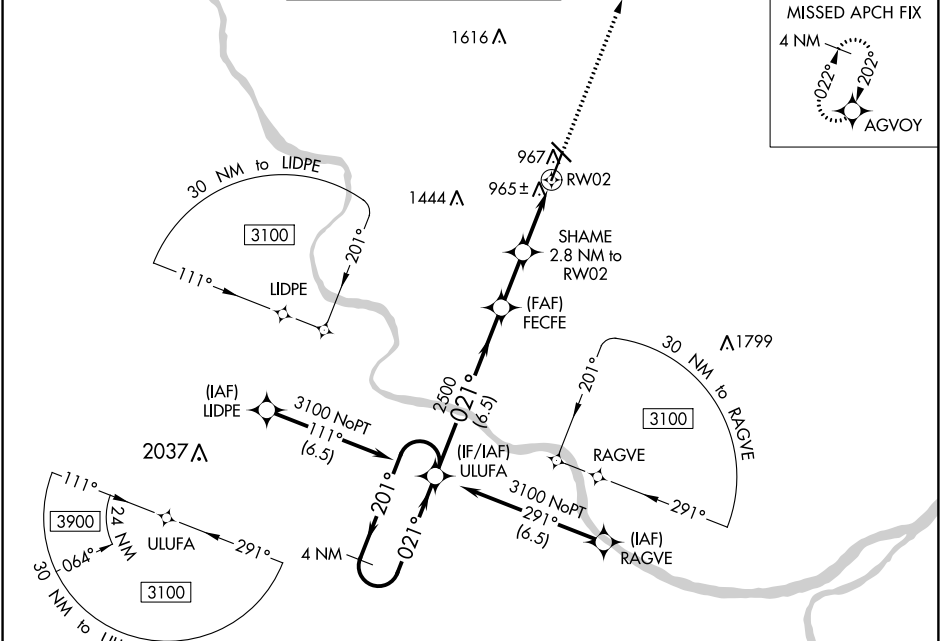 MISSED APCH FIX
4 NM
022°
202°
AGVOY
1616
967
965±
RW02
1444
SHAME
2.8 NM to
RW02
30 NM to LIDPE
3100
201°
111°
LIDPE
(FAF)
FECFE
1799
30 NM to RAGVE
201°
3100
RAGVE
291°
2500
021°
(6.5)
(IAF)
LIDPE
3100 NoPT
111°
(6.5)
2037
(IF/IAF)
ULUFA
3100 NoPT
291°
(6.5)
(IAF)
RAGVE
201°
021°
4 NM
111°
3900
24 NM
064°
ULUFA
291°
3100
30 NM to